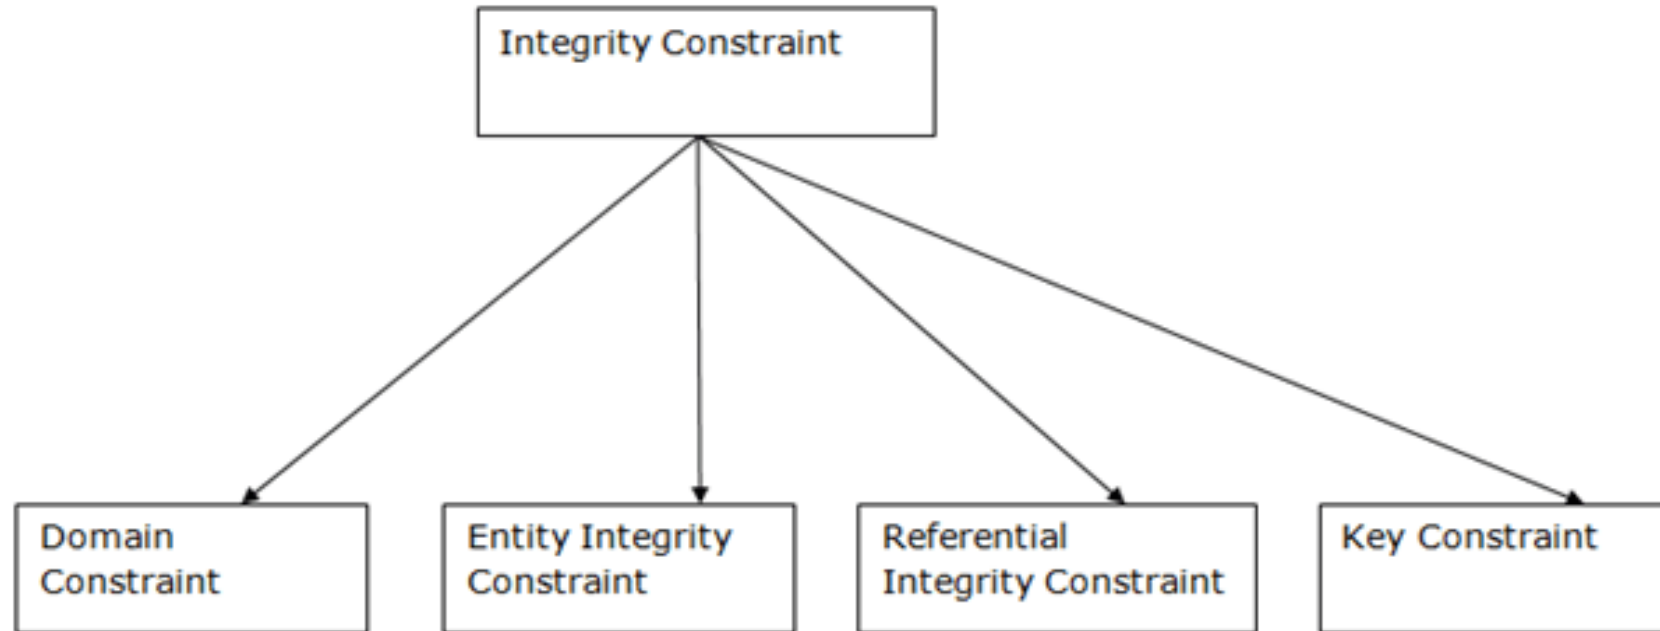 Integrity Constraint
Domain
Constraint
Entity Integrity
Constraint
Referential
Integrity Constraint
Key Constraint